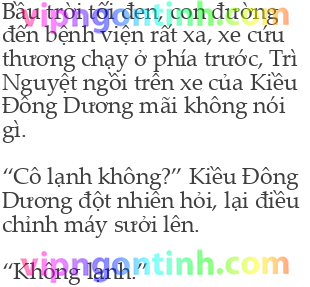 Bầu trời tối đen, con đường
đến bệnh viện rất xa, xe cứu
thương chạy ở phía trước, Trì
Nguyệt ngồi trên xe của Kiều
Đông Dương mãi không nói
gì.
“Cô lạnh không?” Kiều Đông
Dương đột nhiên hỏi, lại điều
chỉnh máy sưởi lên.
“Không lạnh.”
vipngontinh.com
vipngontinh.com